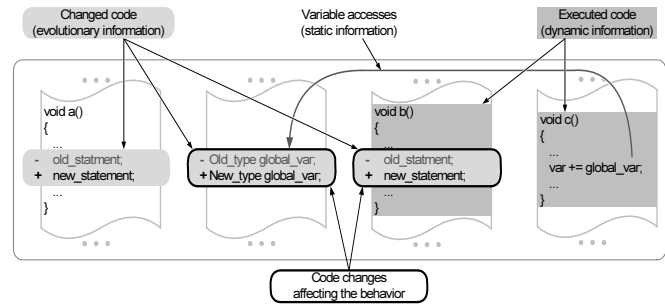 Changed code
(evolutionary information)
Variable accesses
(static information)
Executed code
(dynamic information)
void a()
{
...
- old_statment;
+ new_statement;
...
}
- Old_type global_var;
+ New_type global_var;
void b()
{
...
- old_statment;
+ new_statement;
...
}
void c()
{
...
var += global_var;
...
}
Code changes
affecting the behavior